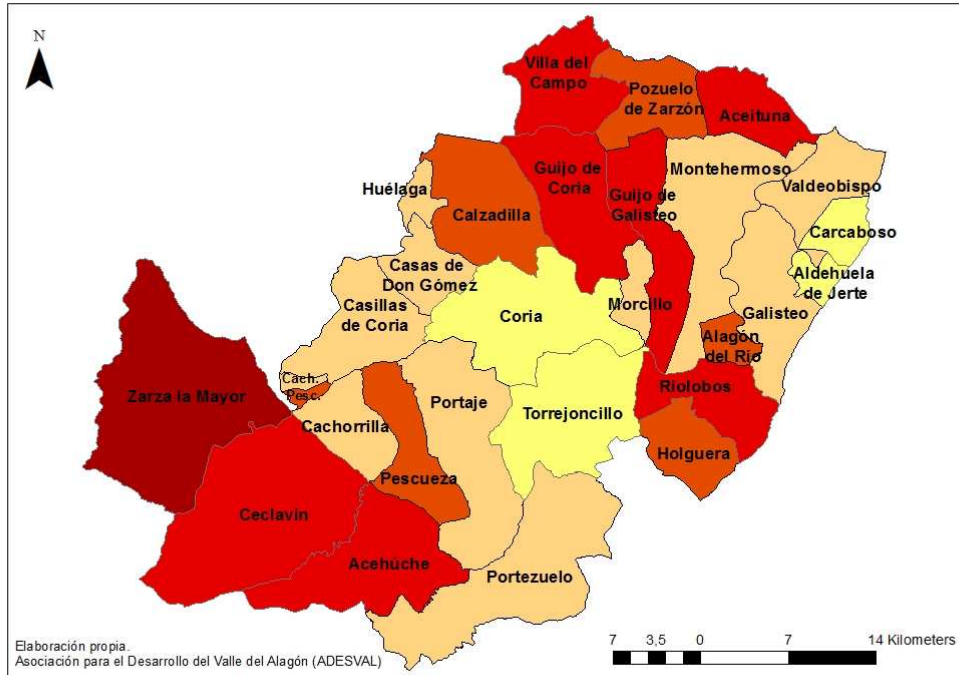 N
Villa del
Campo
Pozuelo
de Zarzón
Aceituna
Huélaga
Calzadilla
Guijo de
Coria
Guijo de
Galisteo
Montehermoso
Valdeobispo
Carcaboso
Aldehuela
de Jerte
Casas de
Don Gómez
Casillas
de Coria
Coria
Morcillo
Galisteo
Alagón
del Río
Zarza la Mayor
Cach.
Pesc.
Cachorrilla
Portaje
Torrejoncillo
Riolobos
Holguera
Pescueza
Ceclavín
Acehúche
Portezuelo
Elaboración propia.
Asociación para el Desarrollo del Valle del Alagón (ADESVAL)
7 3,5 0 7 14 Kilometers